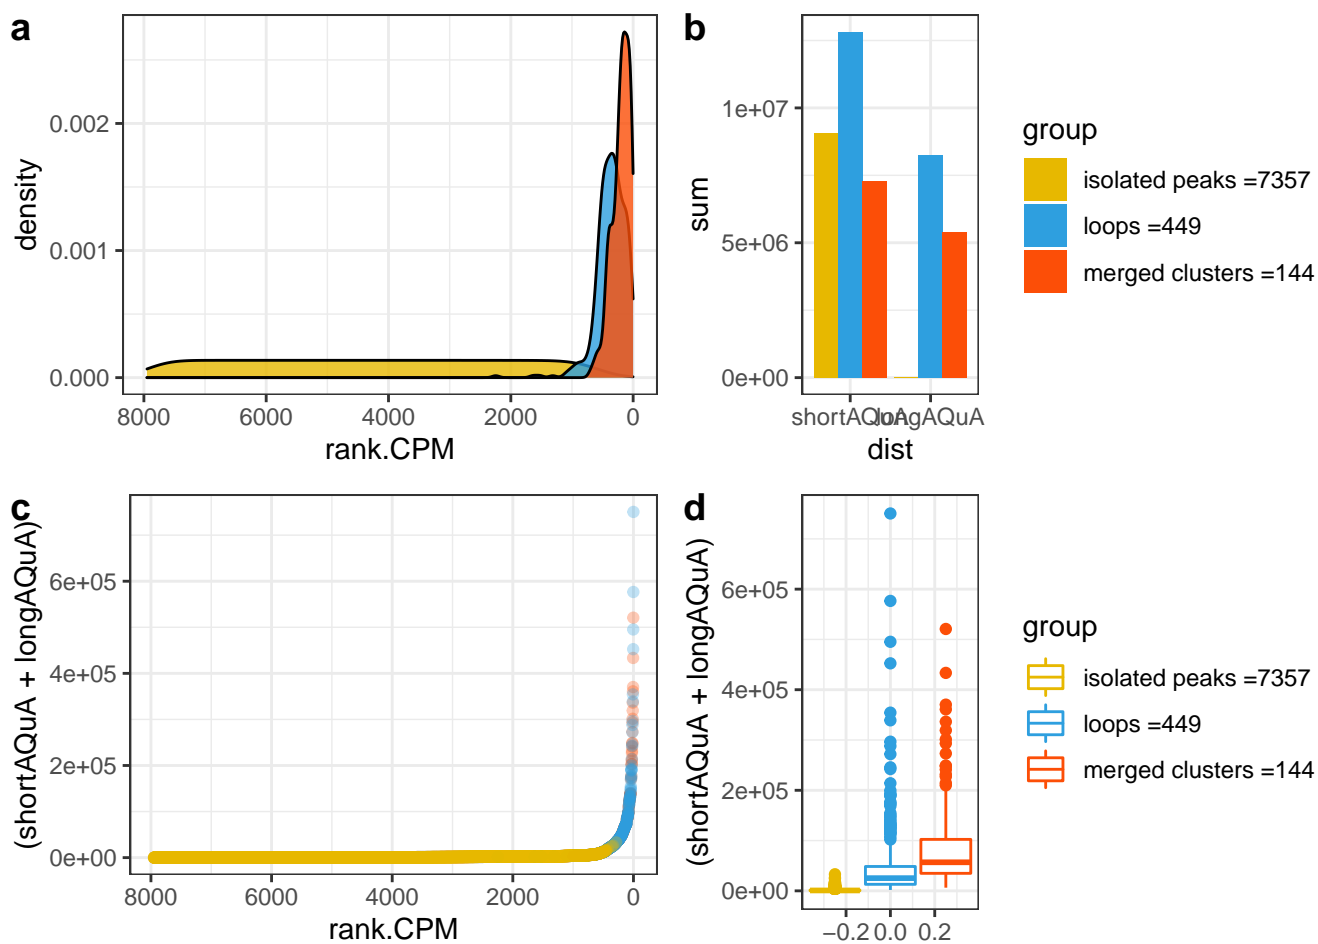 a
density
0.002
0.001
0.000
8000 6000 4000 2000 0
rank.CPM
b
sum
1e+07
5e+06
0e+00
shortAQuA longAQuA
dist
group
isolated peaks =7357
loops =449
merged clusters =144
c
(shortAQuA + longAQuA)
6e+05
4e+05
2e+05
0e+00
8000 6000 4000 2000 0
rank.CPM
d
(shortAQuA + longAQuA)
6e+05
4e+05
2e+05
0e+00
−0.2 0.0 0.2
group
isolated peaks =7357
loops =449
merged clusters =144